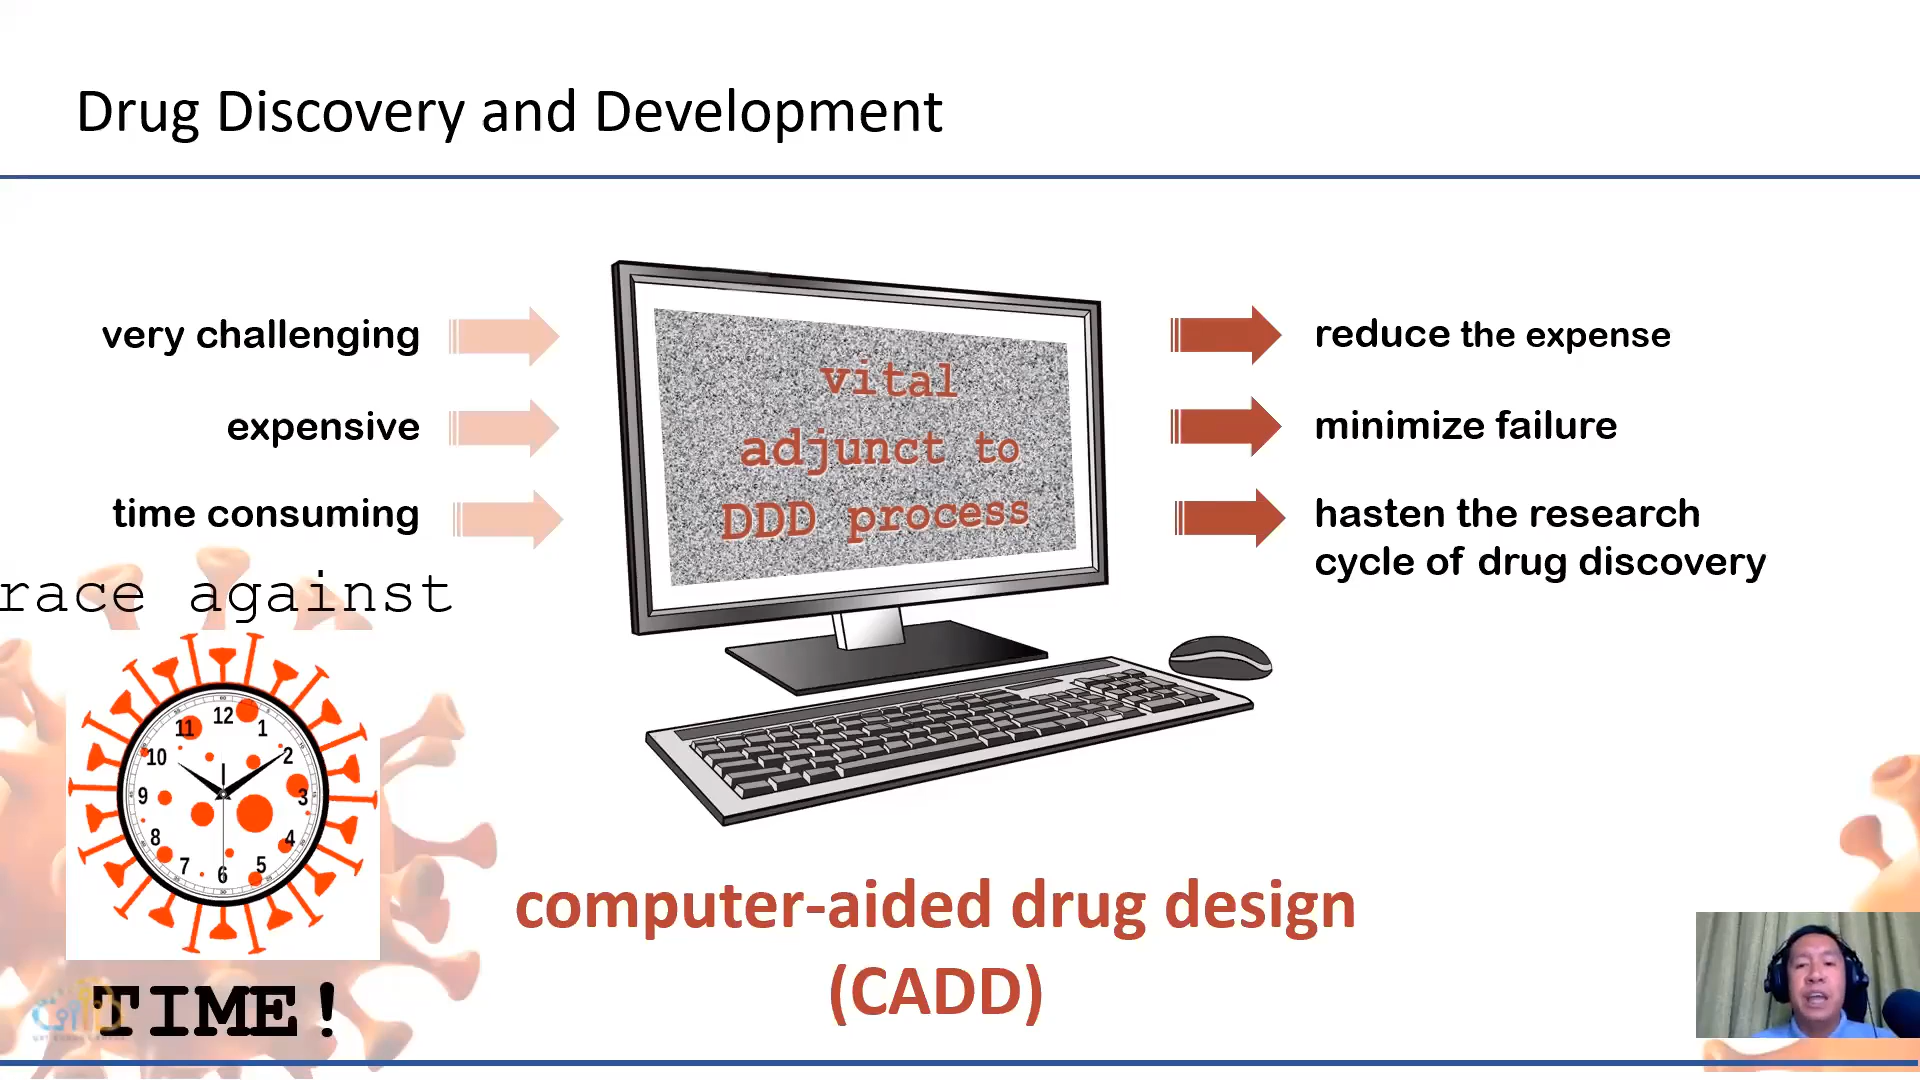 Drug Discovery and Development
very challenging
expensive
time consuming
race against
12
1
2
3
4
5
6
7
8
9
10
11
TIME!
vital
adjunct to
DDD process
reduce the expense
minimize failure
hasten the research
cycle of drug discovery
computer-aided drug design
(CADD)